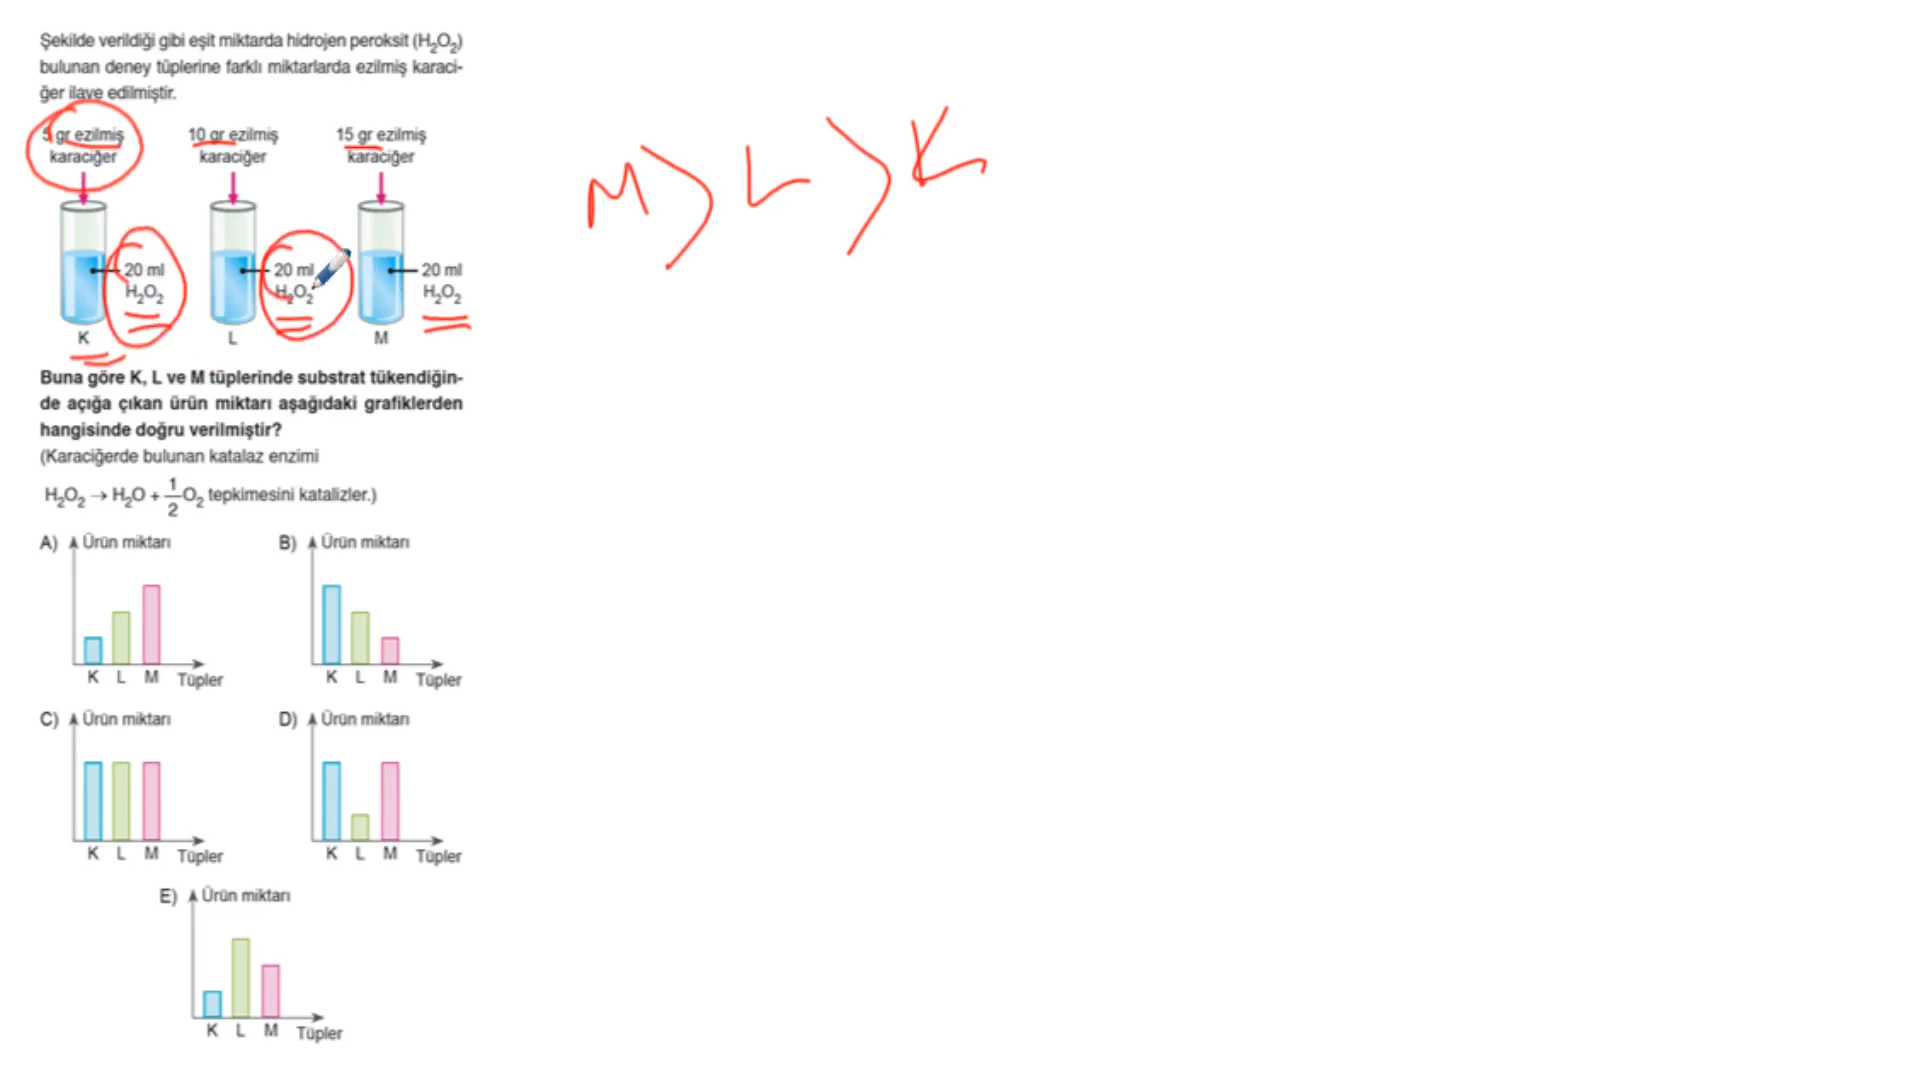 Şekilde verildiği gibi eşit miktarda hidrojen peroksit (H₂O₂)
bulunan deney tüplerine farklı miktarlarda ezilmiş karaci-
ğer ilave edilmiştir.
5 gr ezilmiş
karaciğer
10 gr ezilmiş
karaciğer
15 gr ezilmiş
karaciğer
M > L > K
20 ml
H₂O₂
20 ml
H₂O₂
20 ml
H₂O₂
K
L
M
Buna göre K, L ve M tüplerinde substrat tükendiğin-
de açığa çıkan ürün miktarı aşağıdaki grafiklerden
hangisinde doğru verilmiştir?
(Karaciğerde bulunan katalaz enzimi
H₂O₂ → H₂O + 1/2 O₂ tepkimesini katalizler.)
A) Ürün miktarı
K L M Tüpler
B) Ürün miktarı
K L M Tüpler
C) Ürün miktarı
K L M Tüpler
D) Ürün miktarı
K L M Tüpler
E) Ürün miktarı
K L M Tüpler